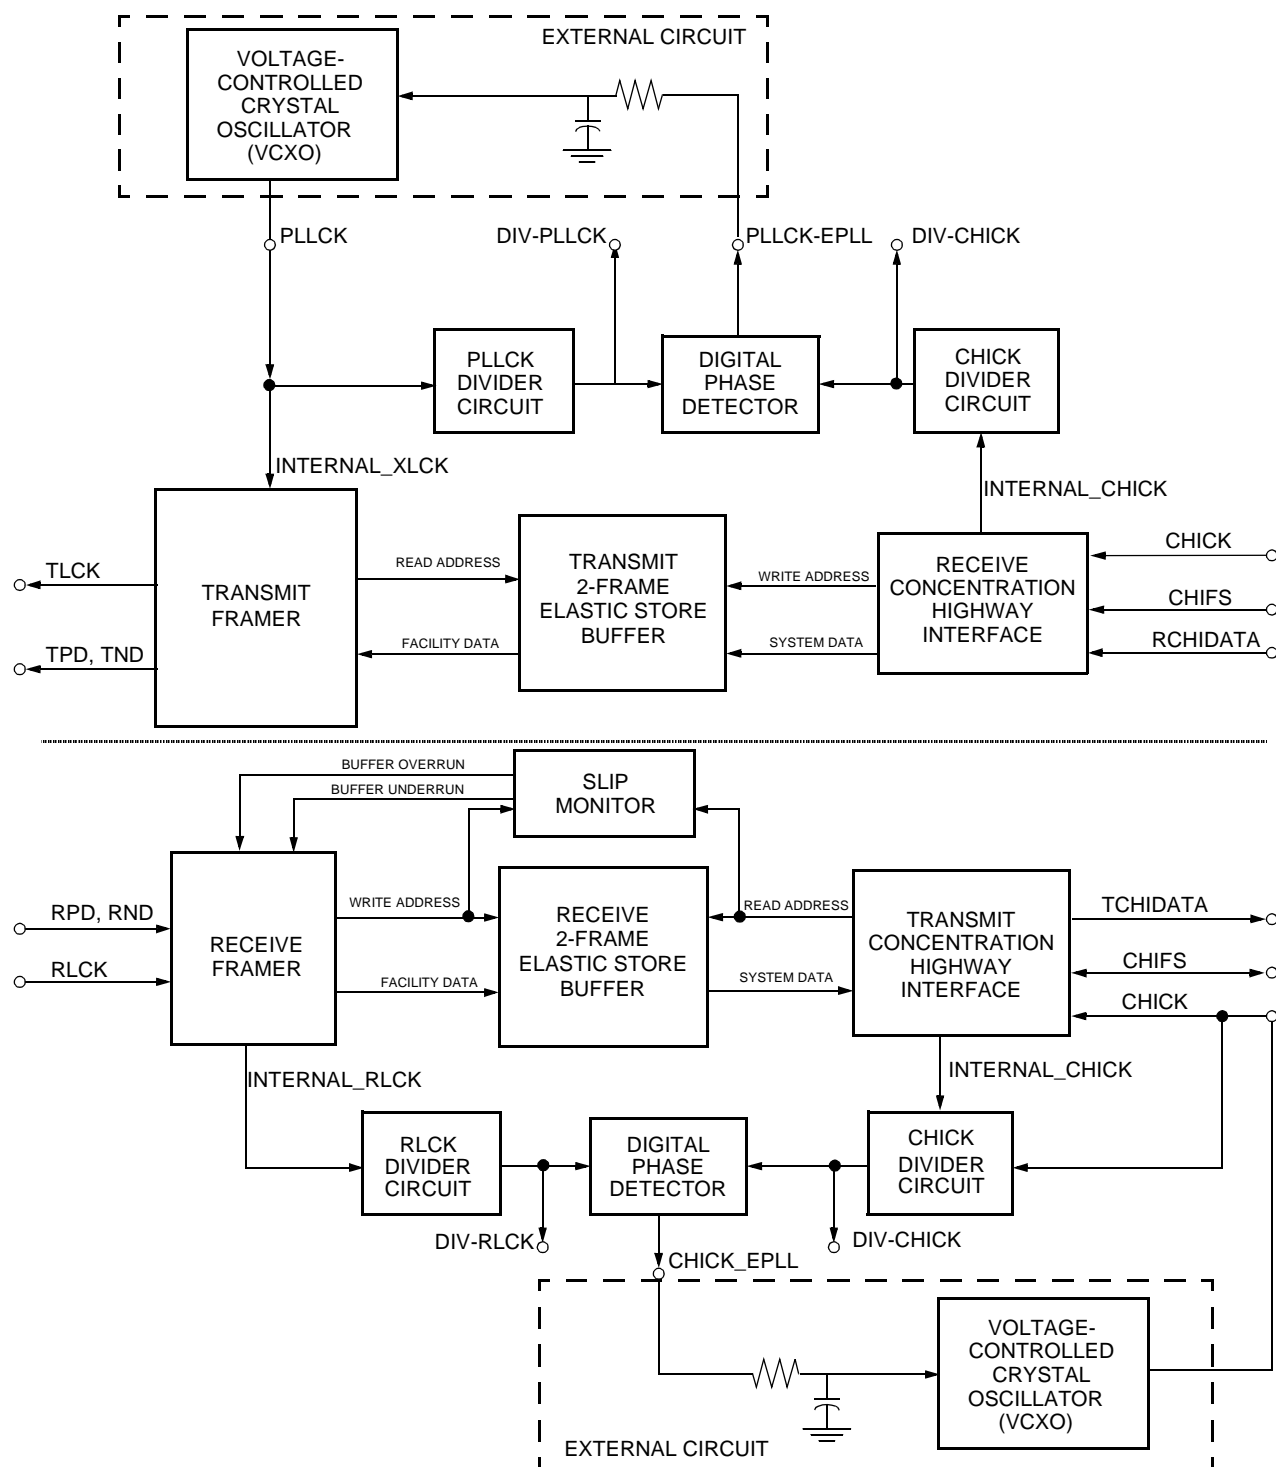 EXTERNAL CIRCUIT
VOLTAGE-
CONTROLLED
CRYSTAL
OSCILLATOR
(VCXO)
PLLCK
DIV-PLLCK
PLLCK-EPLL
DIV-CHICK
PLLCK
DIVIDER
CIRCUIT
DIGITAL
PHASE
DETECTOR
CHICK
DIVIDER
CIRCUIT
INTERNAL_XLCK
INTERNAL_CHICK
TLCK
TPD, TND
TRANSMIT
FRAMER
READ ADDRESS
FACILITY DATA
TRANSMIT
2-FRAME
ELASTIC STORE
BUFFER
WRITE ADDRESS
SYSTEM DATA
RECEIVE
CONCENTRATION
HIGHWAY
INTERFACE
CHICK
CHIFS
RCHIDATA
BUFFER OVERRUN
BUFFER UNDERRUN
SLIP
MONITOR
RPD, RND
RLCK
RECEIVE
FRAMER
WRITE ADDRESS
FACILITY DATA
RECEIVE
2-FRAME
ELASTIC STORE
BUFFER
READ ADDRESS
SYSTEM DATA
TRANSMIT
CONCENTRATION
HIGHWAY
INTERFACE
TCHIDATA
CHIFS
CHICK
INTERNAL_RLCK
INTERNAL_CHICK
RLCK
DIVIDER
CIRCUIT
DIGITAL
PHASE
DETECTOR
CHICK
DIVIDER
CIRCUIT
DIV-RLCK
CHICK_EPLL
DIV-CHICK
VOLTAGE-
CONTROLLED
CRYSTAL
OSCILLATOR
(VCXO)
EXTERNAL CIRCUIT